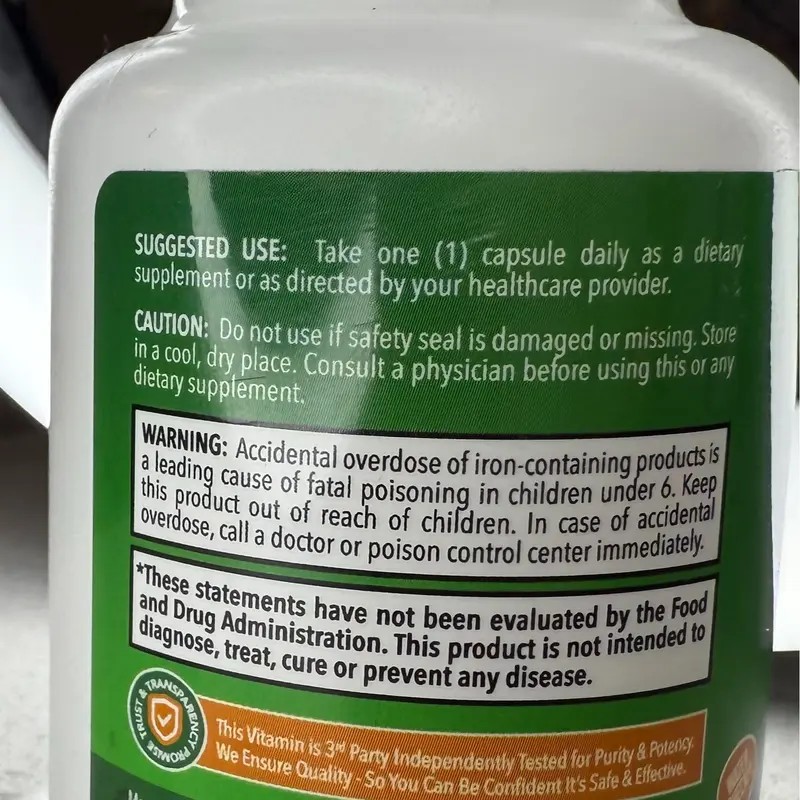 SUGGESTED USE: Take one (1) capsule daily as a dietary
supplement or as directed by your healthcare provider.
CAUTION: Do not use if safety seal is damaged or missing. Store
in a cool, dry place. Consult a physician before using this or any
dietary supplement.
WARNING: Accidental overdose of iron-containing products is
a leading cause of fatal poisoning in children under 6. Keep
this product out of reach of children. In case of accidental
overdose, call a doctor or poison control center immediately.
*These statements have not been evaluated by the Food
and Drug Administration. This product is not intended to
diagnose, treat, cure or prevent any disease.
TRUST & TRANSPARENCY PROMISE
This Vitamin is 3rd Party Independently Tested for Purity & Potency.
We Ensure Quality - So You Can Be Confident It's Safe & Effective.